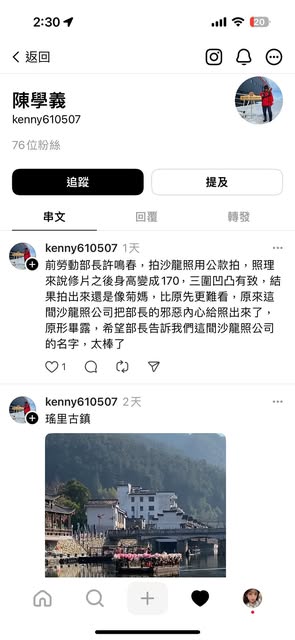 2:30
20
返回
陳學義
kenny610507
76位粉絲
追蹤
提及
串文
回覆
轉發
kenny610507 1天
前勞動部長許鳴春，拍沙龍照用公款拍，照理
來說修片之後身高變成170，三圍凹凸有致，結
果拍出來還是像菊媽，比原先更難看，原來這
間沙龍照公司把部長的邪惡內心給照出來了，
原形畢露，希望部長告訴我們這間沙龍照公司
的名字，太棒了
1
kenny610507 2天
瑤里古鎮